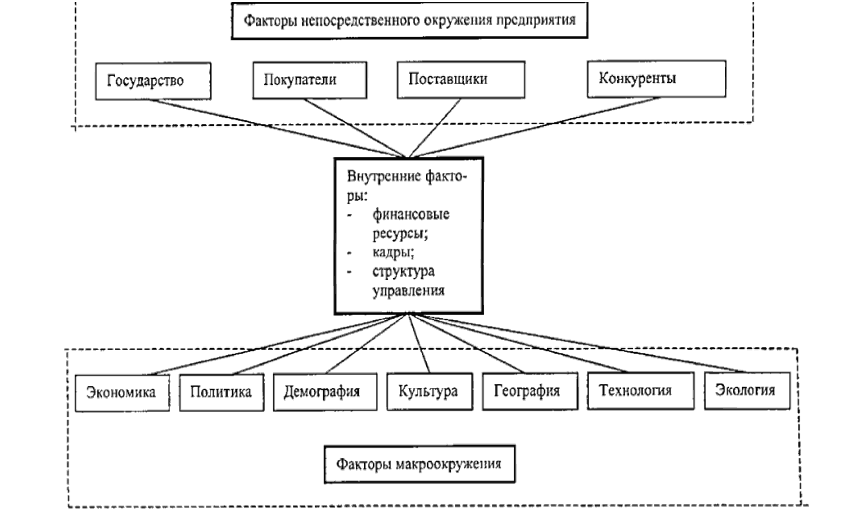 Факторы непосредственного окружения предприятия
Государство
Покупатели
Поставщики
Конкуренты
Внутренние факто-
ры:
- финансовые
ресурсы;
- кадры;
- структура
управления
Экономика
Политика
Демография
Культура
География
Технология
Экология
Факторы макроокружения